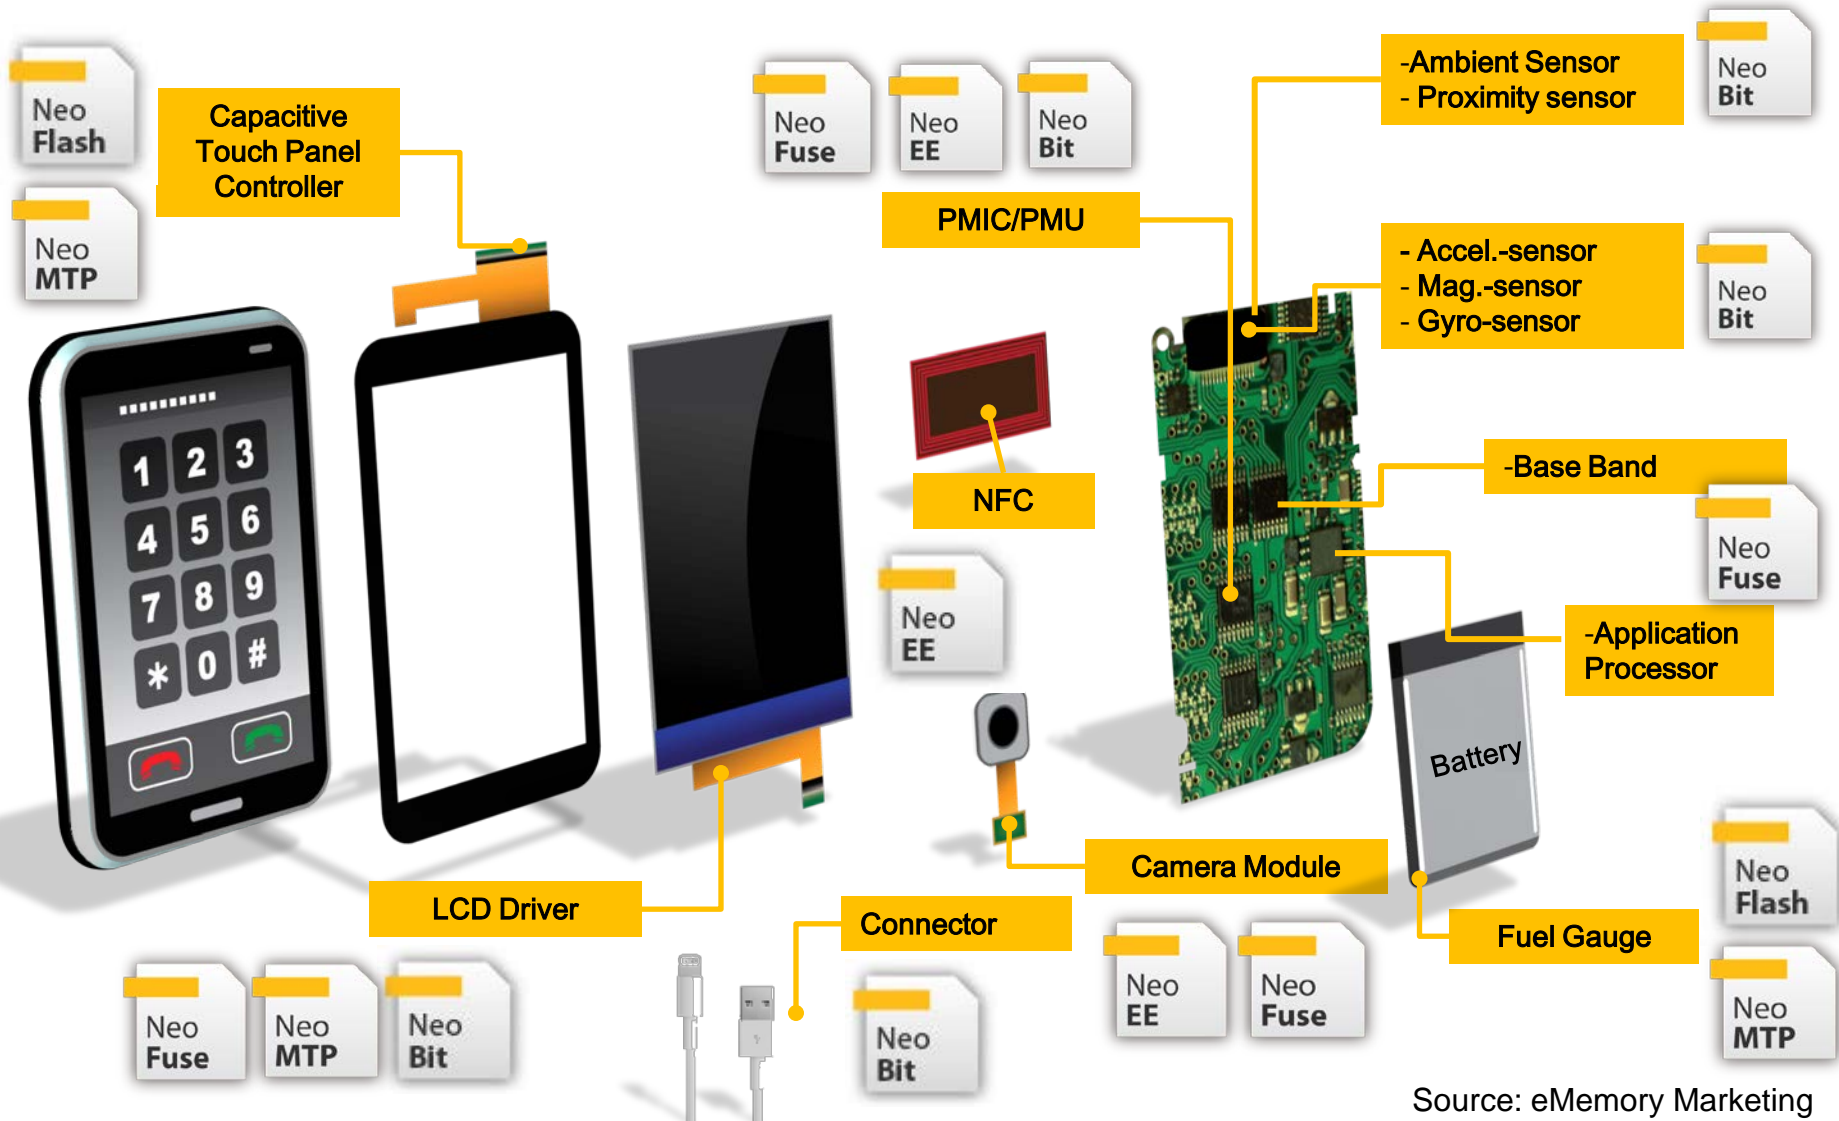 Neo
Flash
Neo
MTP
Capacitive
Touch Panel
Controller
Neo
Fuse
Neo
EE
Neo
Bit
PMIC/PMU
-Ambient Sensor
- Proximity sensor
Neo
Bit
- Accel.-sensor
- Mag.-sensor
- Gyro-sensor
Neo
Bit
1 2 3
4 5 6
7 8 9
* 0 #
NFC
Neo
EE
-Base Band
Neo
Fuse
-Application
Processor
Battery
LCD Driver
Neo
Fuse
Neo
MTP
Neo
Bit
Connector
Neo
Bit
Camera Module
Neo
EE
Neo
Fuse
Fuel Gauge
Neo
Flash
Neo
MTP
Source: eMemory Marketing